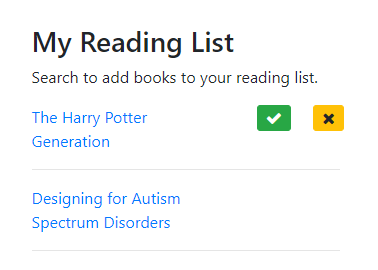 My Reading List
Search to add books to your reading list.
The Harry Potter
Generation
Designing for Autism
Spectrum Disorders